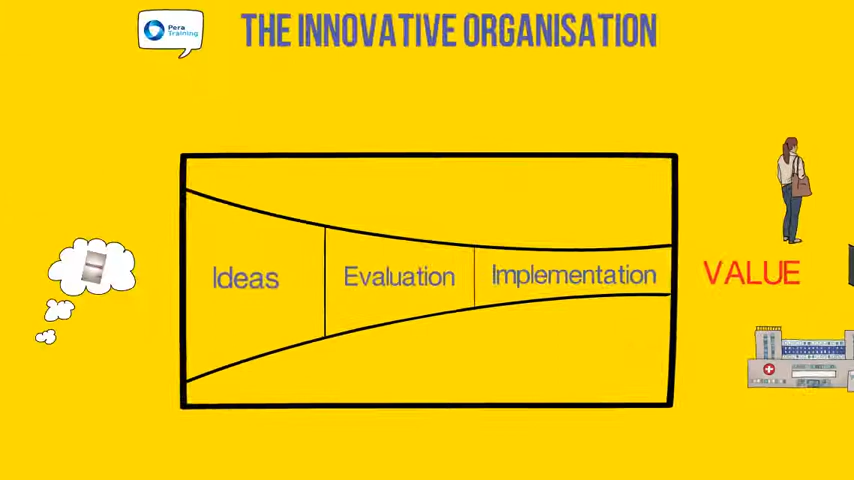 Pera
Training
THE INNOVATIVE ORGANISATION
Ideas
Evaluation
Implementation
VALUE